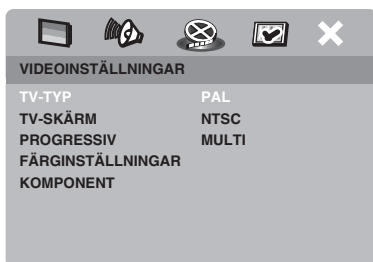 VIDEOINSTÄLLNINGAR
TV-TYP PAL
TV-SKÄRM NTSC
PROGRESSIV MULTI
FÄRGINSTÄLLNINGAR
KOMPONENT